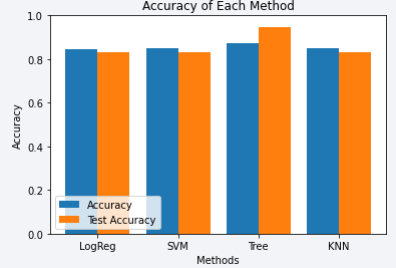 Accuracy of Each Method
1.0
0.8
0.6
0.4
0.2
0.0
Accuracy
Accuracy
Test Accuracy
LogReg SVM Tree KNN
Methods